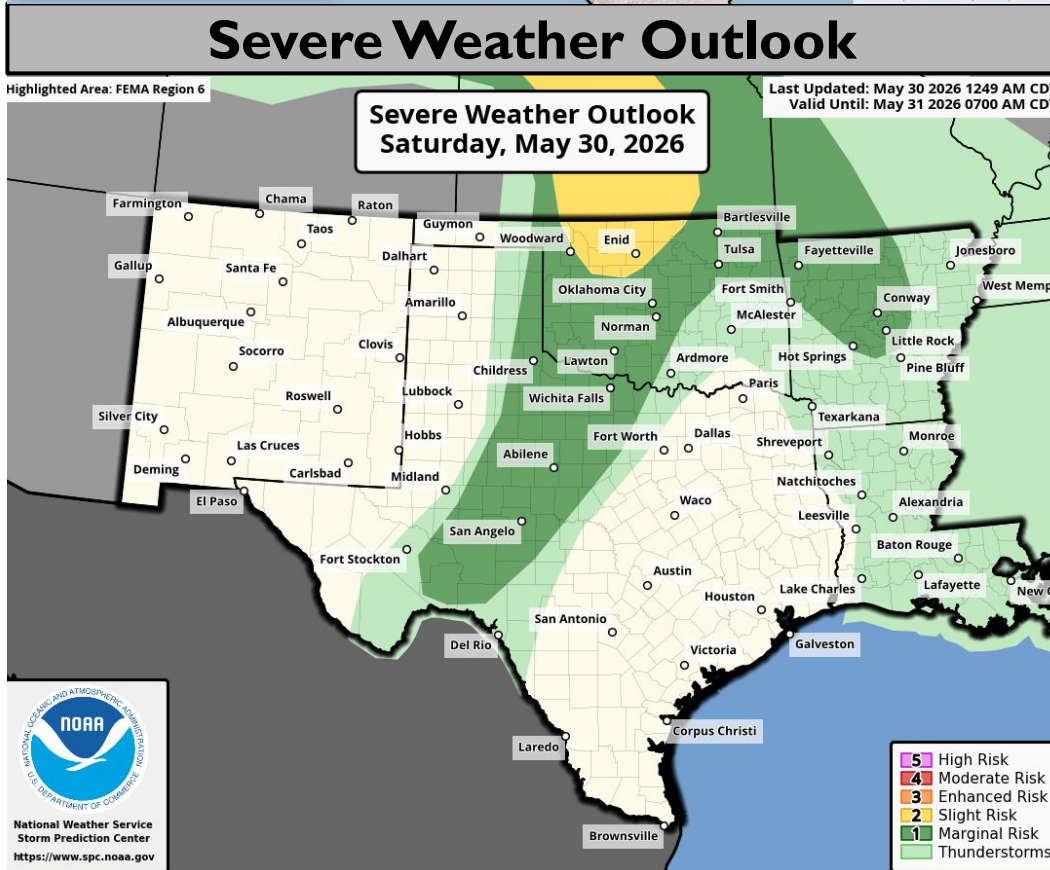 Severe Weather Outlook
Highlighted Area: FEMA Region 6
Last Updated: May 30 2026 1249 AM CD
Valid Until: May 31 2026 0700 AM CD
Severe Weather Outlook
Saturday, May 30, 2026
Farmington
Chama
Raton
Taos
Guymon
Woodward
Enid
Bartlesville
Tulsa
Fayetteville
Jonesboro
Gallup
Santa Fe
Dalhart
Albuquerque
Amarillo
Oklahoma City
Fort Smith
West Memp
Norman
McAlester
Conway
Socorro
Clovis
Childress
Lawton
Ardmore
Hot Springs
Little Rock
Pine Bluff
Roswell
Lubbock
Wichita Falls
Paris
Silver City
Texarkana
Las Cruces
Hobbs
Fort Worth
Dallas
Shreveport
Monroe
Deming
Carlsbad
Midland
Abilene
Natchitoches
El Paso
Waco
Alexandria
San Angelo
Leesville
Fort Stockton
Baton Rouge
Austin
Houston
Lake Charles
Lafayette
New
San Antonio
Del Rio
Galveston
Victoria
Laredo
Corpus Christi
Brownsville
NATIONAL OCEANIC AND ATMOSPHERIC ADMINISTRATION
NOAA
U.S. DEPARTMENT OF COMMERCE
National Weather Service
Storm Prediction Center
https://www.spc.noaa.gov
5 High Risk
4 Moderate Risk
3 Enhanced Risk
2 Slight Risk
1 Marginal Risk
Thunderstorms